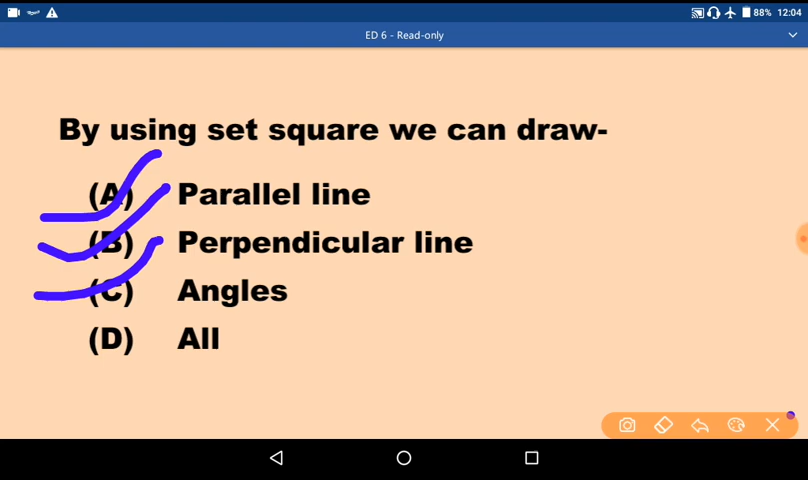 88% 12:04
ED 6 - Read-only
By using set square we can draw-
(A) Parallel line
(B) Perpendicular line
(C) Angles
(D) All